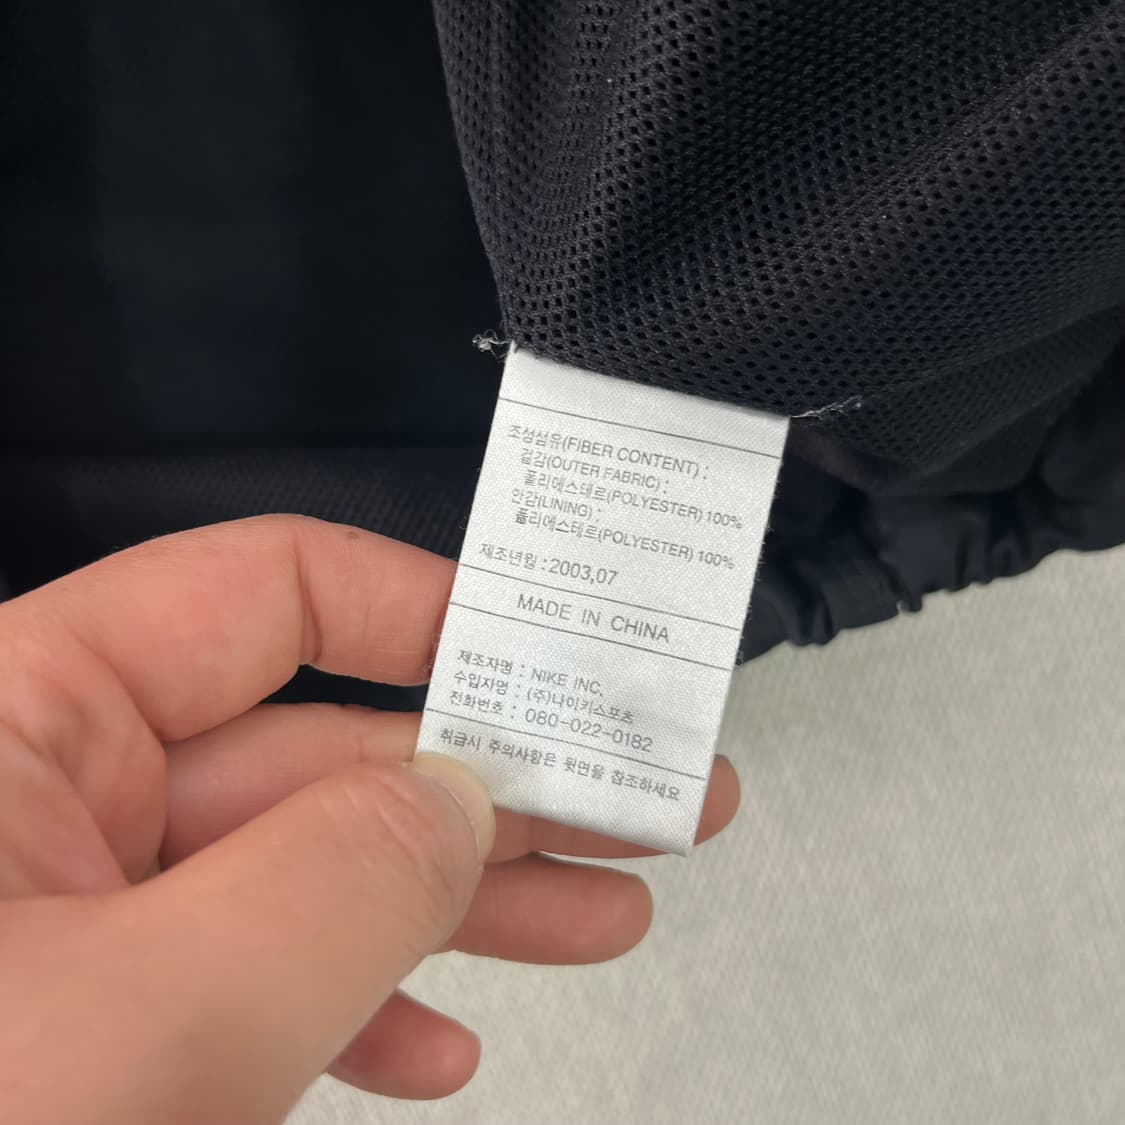 조성섬유(FIBER CONTENT) :
겉감(OUTER FABRIC) :
폴리에스테르(POLYESTER) 100%
안감(LINING) :
폴리에스테르(POLYESTER) 100%
제조년월 : 2003,07
MADE IN CHINA
제조자명 : NIKE INC.
수입자명 : (주)나이키스포츠
전화번호 : 080-022-0182
취급시 주의사항은 뒷면을 참조하세요